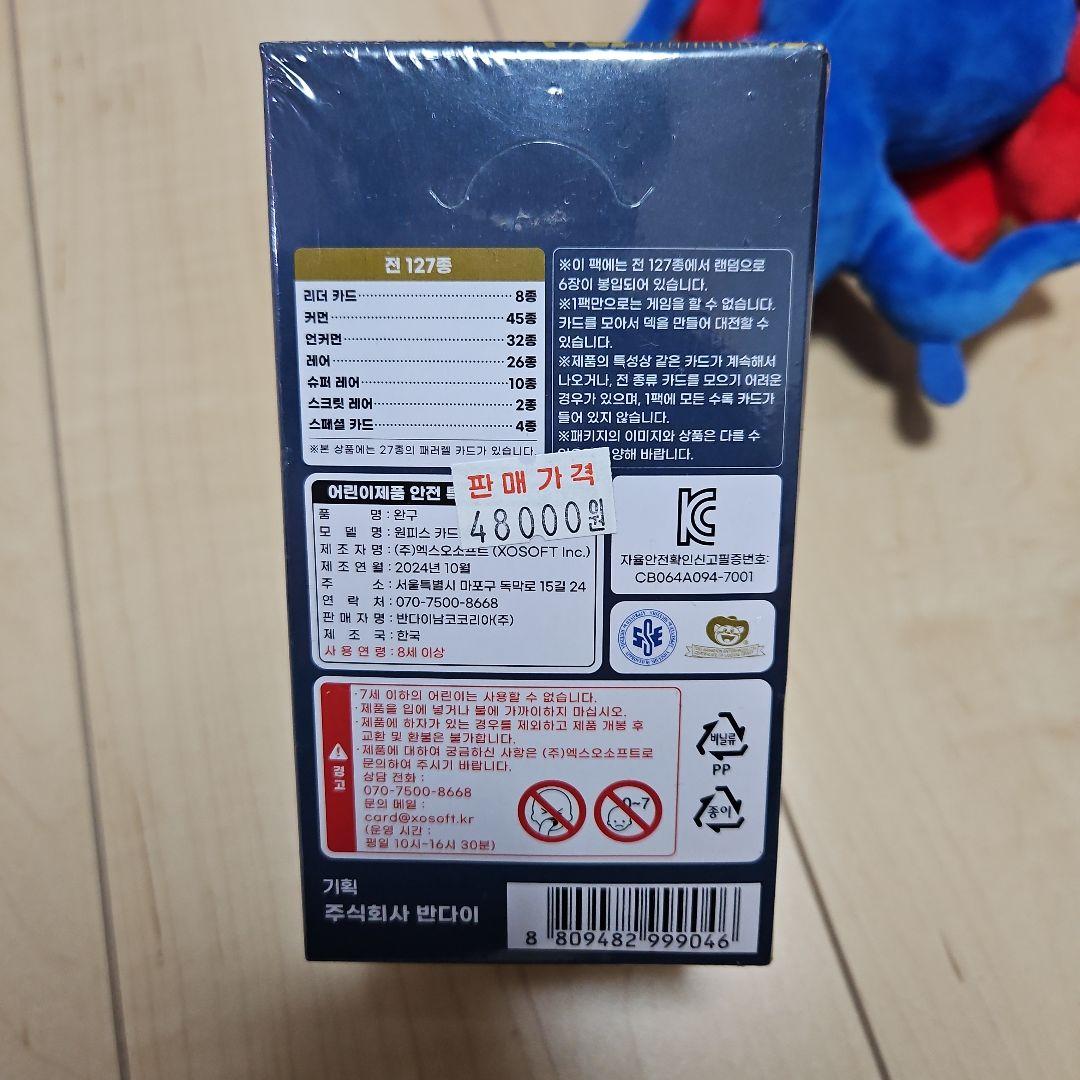 전 127종
리더 카드 8종
커먼 45종
언커먼 32종
레어 26종
슈퍼 레어 10종
스크릿 레어 2종
스페셜 카드 4종
※본 상품에는 27종의 패러렐 카드가 있습니다.
※이 팩에는 전 127종에서 랜덤으로
6장이 봉입되어 있습니다.
※1팩만으로는 게임을 할 수 없습니다.
카드를 모아서 덱을 만들어 대전할 수
있습니다.
※제품의 특성상 같은 카드가 계속해서
나오거나, 전 종류 카드를 모으기 어려운
경우가 있으며, 1팩에 모든 수록 카드가
들어 있지 않습니다.
※패키지의 이미지와 상품은 다를 수
양해 바랍니다.
판매가격
48000원
어린이제품 안전
품 명 : 완구
모 델 명 : 원피스 카드
제 조 자 명 : (주)엑스오소프트 (XOSOFT Inc.)
제 조 연 월 : 2024년 10월
주 소 : 서울특별시 마포구 독막로 15길 24
연 락 처 : 070-7500-8668
판 매 자 명 : 반다이남코코리아(주)
제 조 국 : 한국
사 용 연 령 : 8세 이상
KC
자율안전확인신고필증번호:
CB064A094-7001
경고
·7세 이하의 어린이는 사용할 수 없습니다.
·제품을 입에 넣거나 불에 가까이하지 마십시오.
·제품에 하자가 있는 경우를 제외하고 제품 개봉 후
교환 및 환불은 불가합니다.
·제품에 대하여 궁금하신 사항은 (주)엑스오소프트로
문의하여 주시기 바랍니다.
상담 전화 :
070-7500-8668
문의 메일 :
card@xosoft.kr
(운영 시간 :
평일 10시~16시 30분)
0~7
비닐류
PP
종이
기획
주식회사 반다이
8 809482 999046